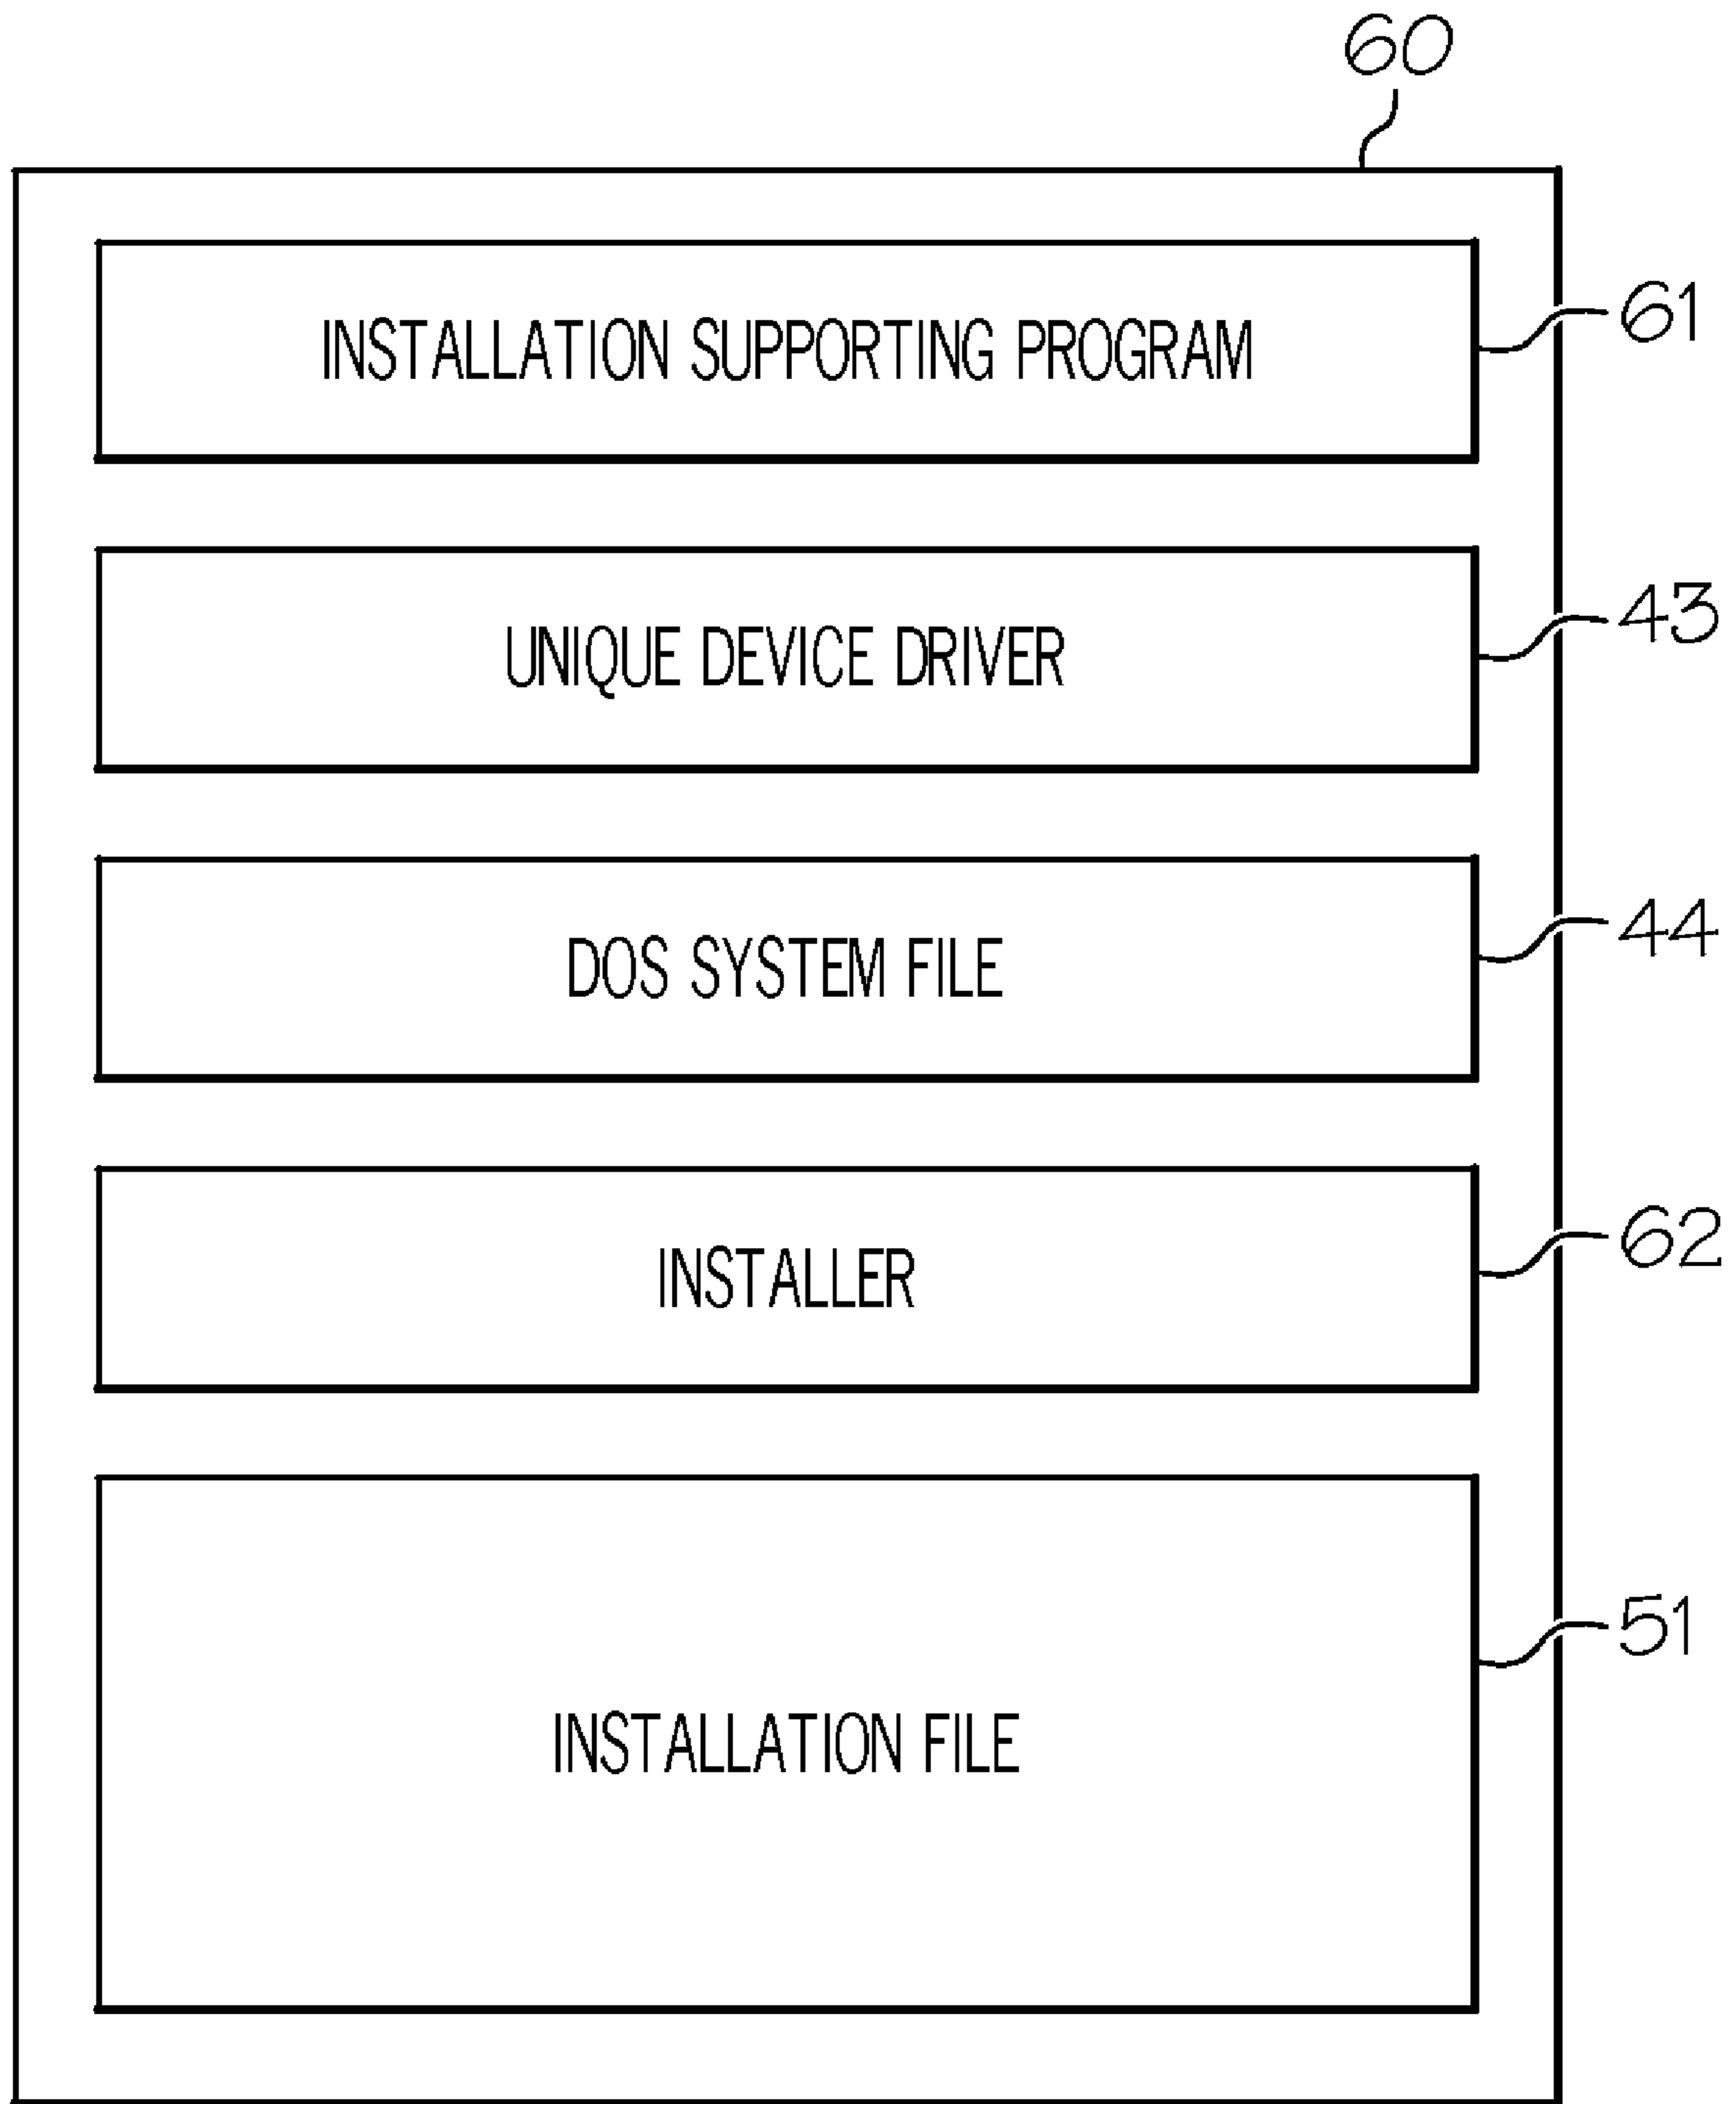 60
INSTALLATION SUPPORTING PROGRAM
61
UNIQUE DEVICE DRIVER
43
DOS SYSTEM FILE
44
INSTALLER
62
INSTALLATION FILE
51